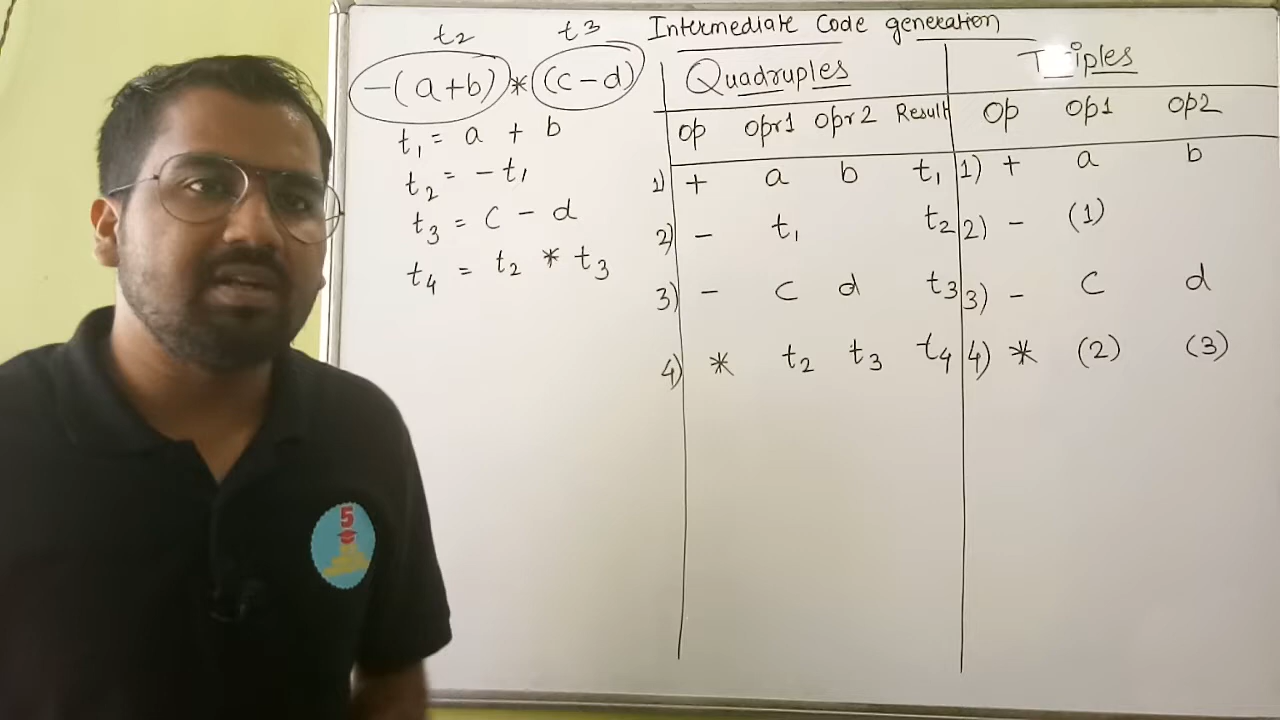 Intermediate Code generation
t2 t3
-(a+b) * (c-d)
t1 = a + b
t2 = -t1
t3 = c - d
t4 = t2 * t3
Quadruples
op opr1 opr2 Result
1) + a b t1
2) - t1 t2
3) - c d t3
4) * t2 t3 t4
Triples
op op1 op2
1) + a b
2) - (1)
3) - c d
4) * (2) (3)
5